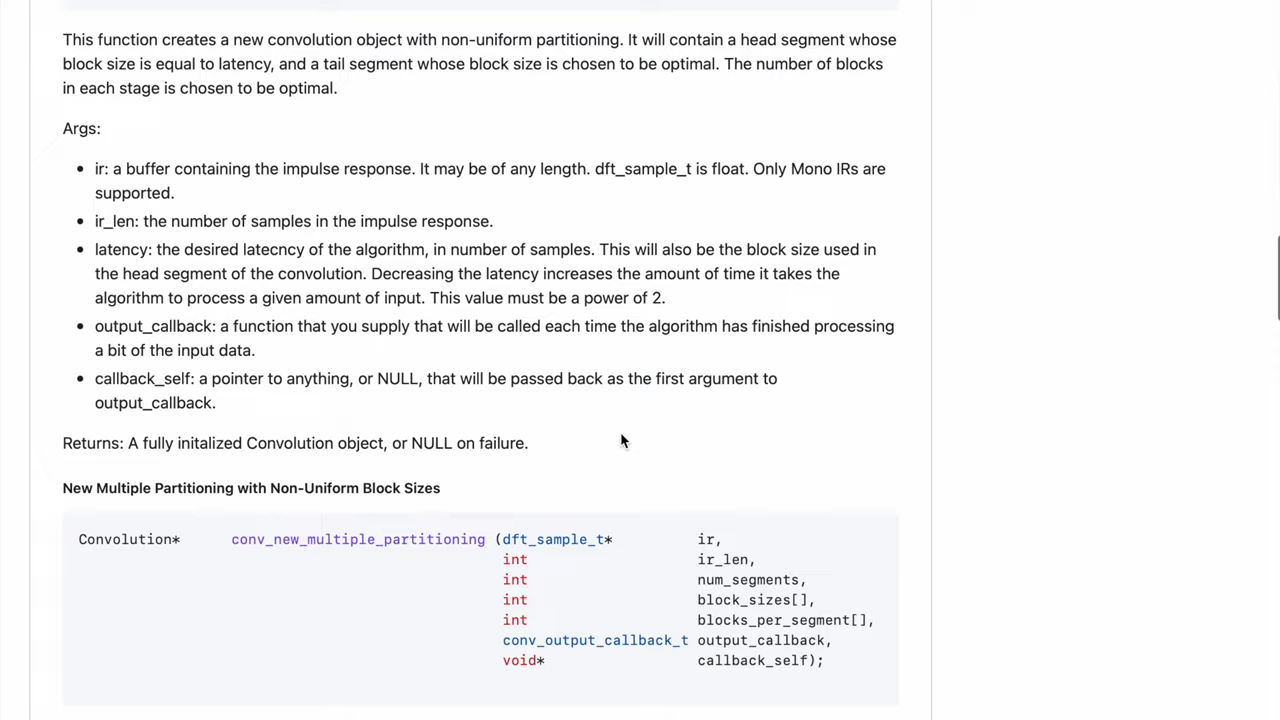 This function creates a new convolution object with non-uniform partitioning. It will contain a head segment whose
block size is equal to latency, and a tail segment whose block size is chosen to be optimal. The number of blocks
in each stage is chosen to be optimal.
Args:
• ir: a buffer containing the impulse response. It may be of any length. dft_sample_t is float. Only Mono IRs are
supported.
• ir_len: the number of samples in the impulse response.
• latency: the desired latecncy of the algorithm, in number of samples. This will also be the block size used in
the head segment of the convolution. Decreasing the latency increases the amount of time it takes the
algorithm to process a given amount of input. This value must be a power of 2.
• output_callback: a function that you supply that will be called each time the algorithm has finished processing
a bit of the input data.
• callback_self: a pointer to anything, or NULL, that will be passed back as the first argument to
output_callback.
Returns: A fully initalized Convolution object, or NULL on failure.
New Multiple Partitioning with Non-Uniform Block Sizes
Convolution* conv_new_multiple_partitioning (dft_sample_t* ir,
int ir_len,
int num_segments,
int block_sizes[],
int blocks_per_segment[],
conv_output_callback_t output_callback,
void* callback_self);